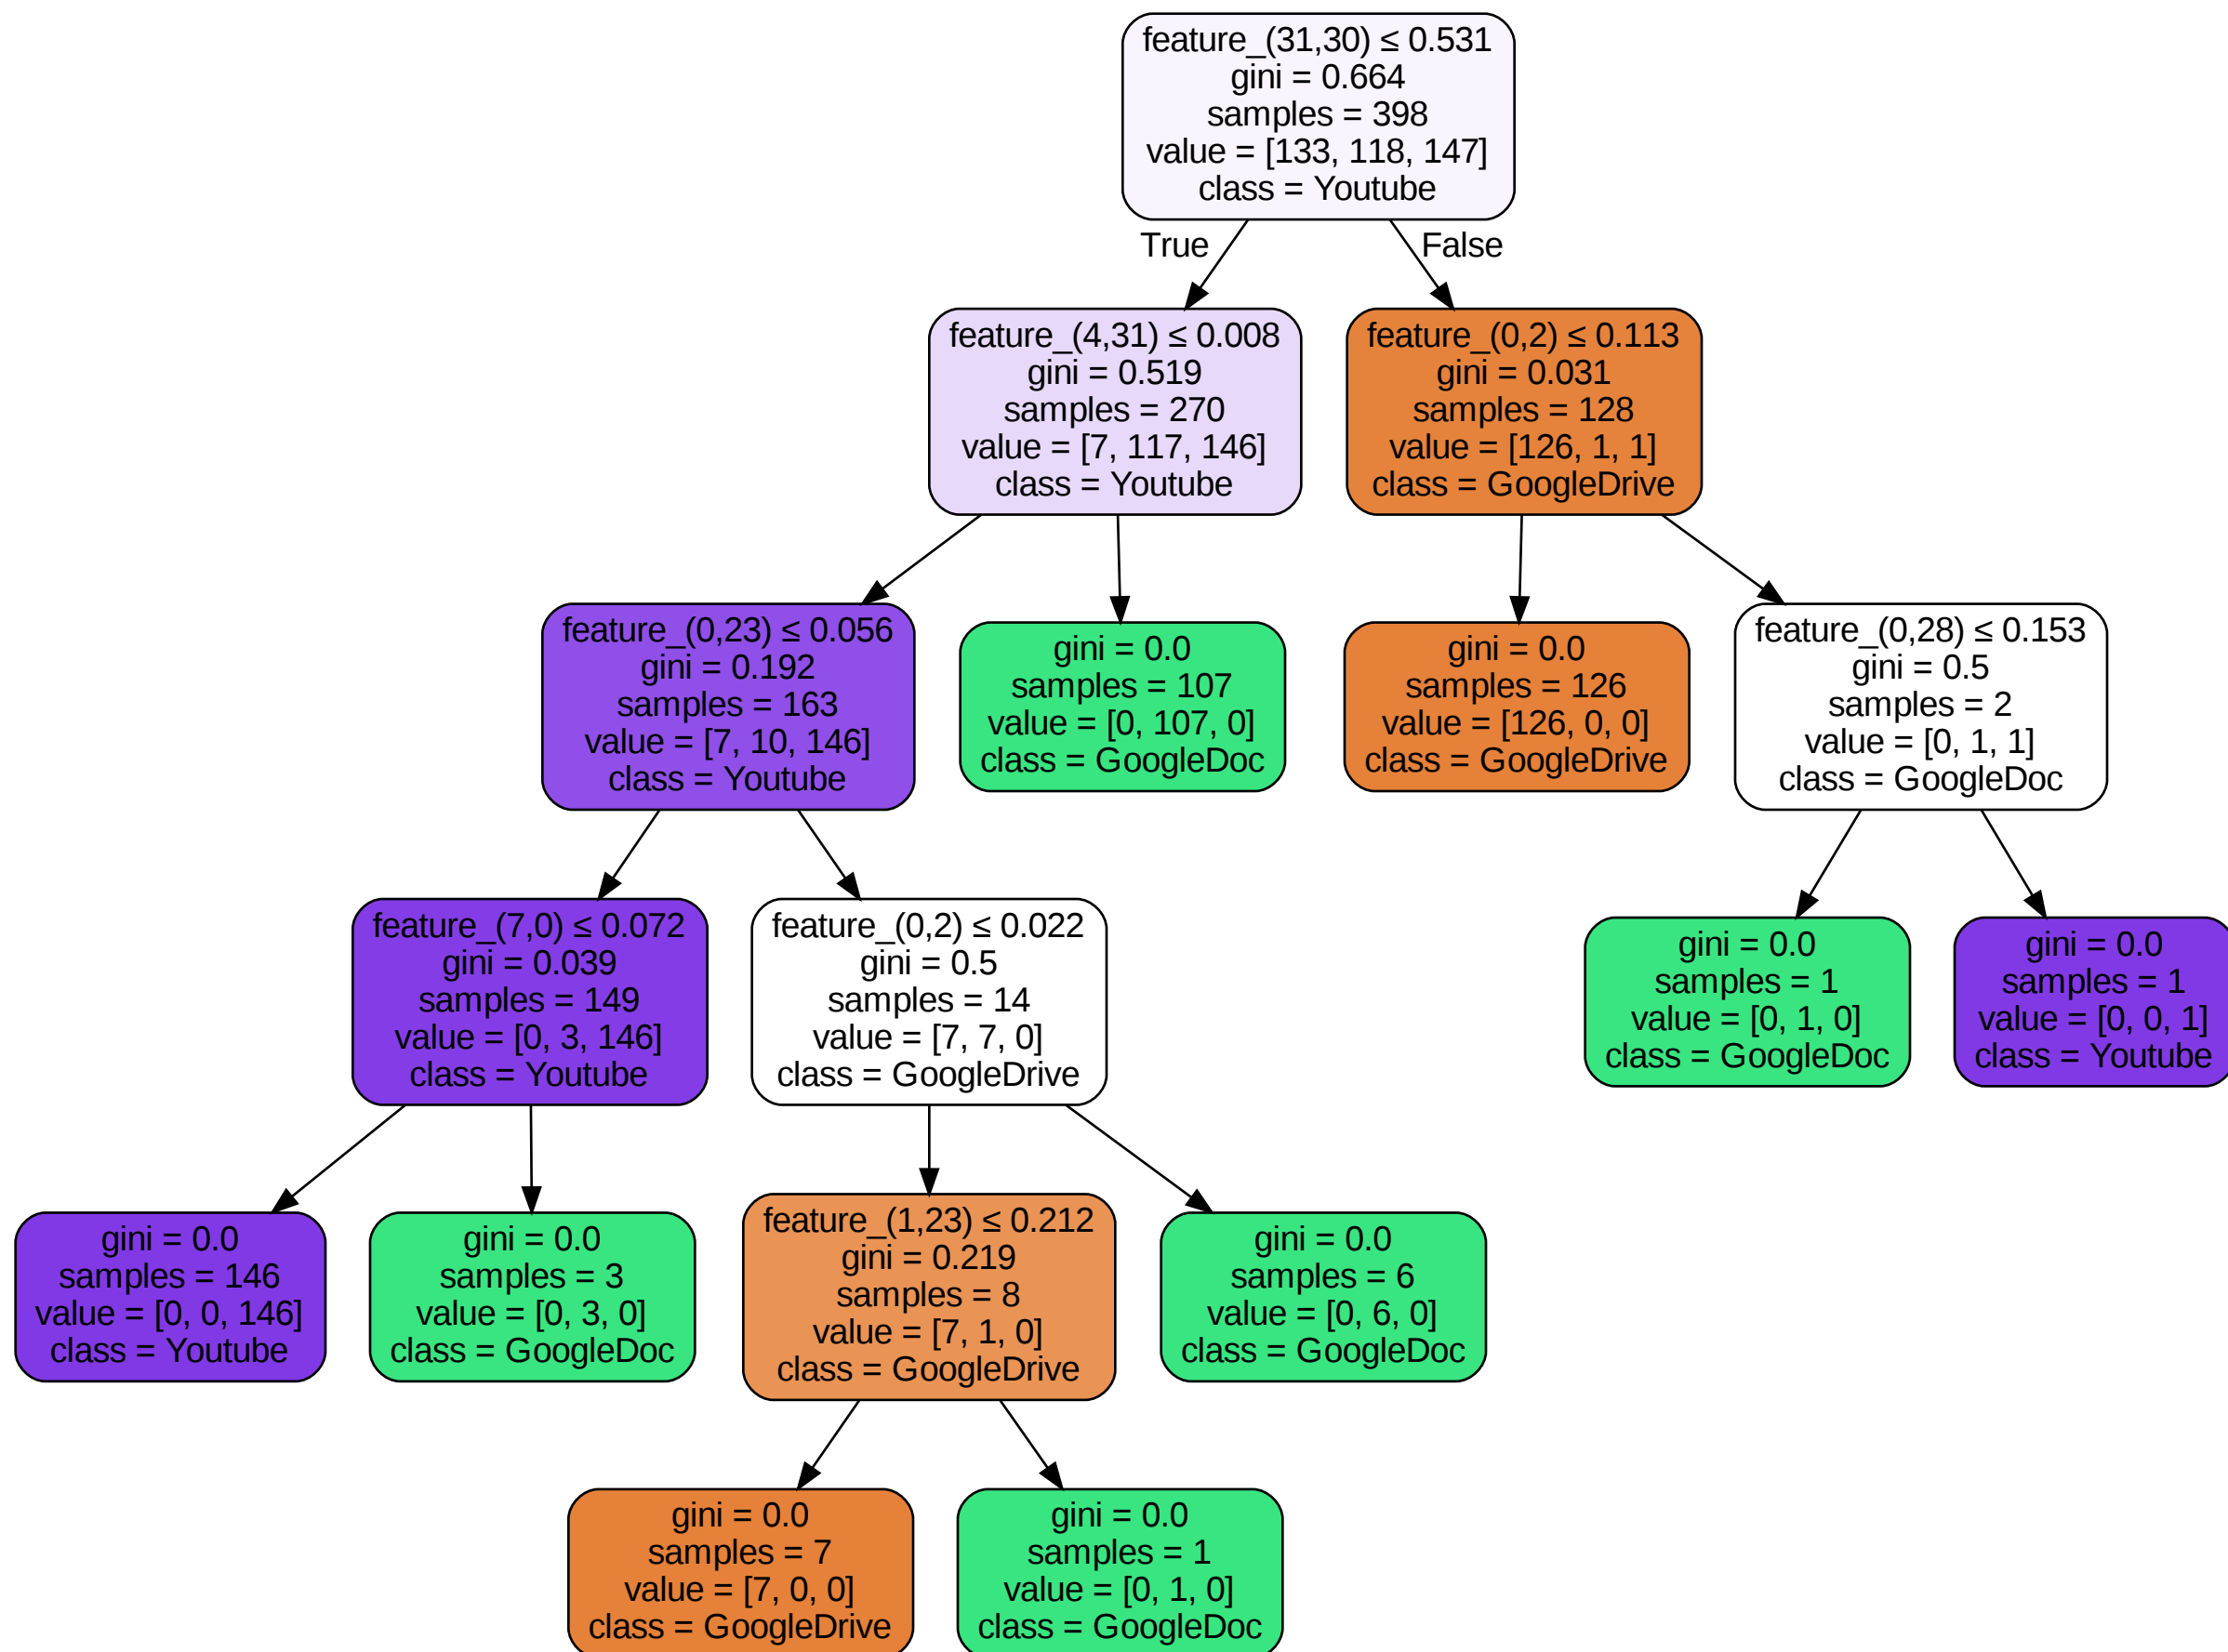 feature_(31,30) ≤ 0.531
gini = 0.664
samples = 398
value = [133, 118, 147]
class = Youtube
True
False
feature_(4,31) ≤ 0.008
gini = 0.519
samples = 270
value = [7, 117, 146]
class = Youtube
feature_(0,2) ≤ 0.113
gini = 0.031
samples = 128
value = [126, 1, 1]
class = GoogleDrive
feature_(0,23) ≤ 0.056
gini = 0.192
samples = 163
value = [7, 10, 146]
class = Youtube
gini = 0.0
samples = 107
value = [0, 107, 0]
class = GoogleDoc
gini = 0.0
samples = 126
value = [126, 0, 0]
class = GoogleDrive
feature_(0,28) ≤ 0.153
gini = 0.5
samples = 2
value = [0, 1, 1]
class = GoogleDoc
feature_(7,0) ≤ 0.072
gini = 0.039
samples = 149
value = [0, 3, 146]
class = Youtube
feature_(0,2) ≤ 0.022
gini = 0.5
samples = 14
value = [7, 7, 0]
class = GoogleDrive
gini = 0.0
samples = 1
value = [0, 1, 0]
class = GoogleDoc
gini = 0.0
samples = 1
value = [0, 0, 1]
class = Youtube
gini = 0.0
samples = 146
value = [0, 0, 146]
class = Youtube
gini = 0.0
samples = 3
value = [0, 3, 0]
class = GoogleDoc
feature_(1,23) ≤ 0.212
gini = 0.219
samples = 8
value = [7, 1, 0]
class = GoogleDrive
gini = 0.0
samples = 6
value = [0, 6, 0]
class = GoogleDoc
gini = 0.0
samples = 7
value = [7, 0, 0]
class = GoogleDrive
gini = 0.0
samples = 1
value = [0, 1, 0]
class = GoogleDoc